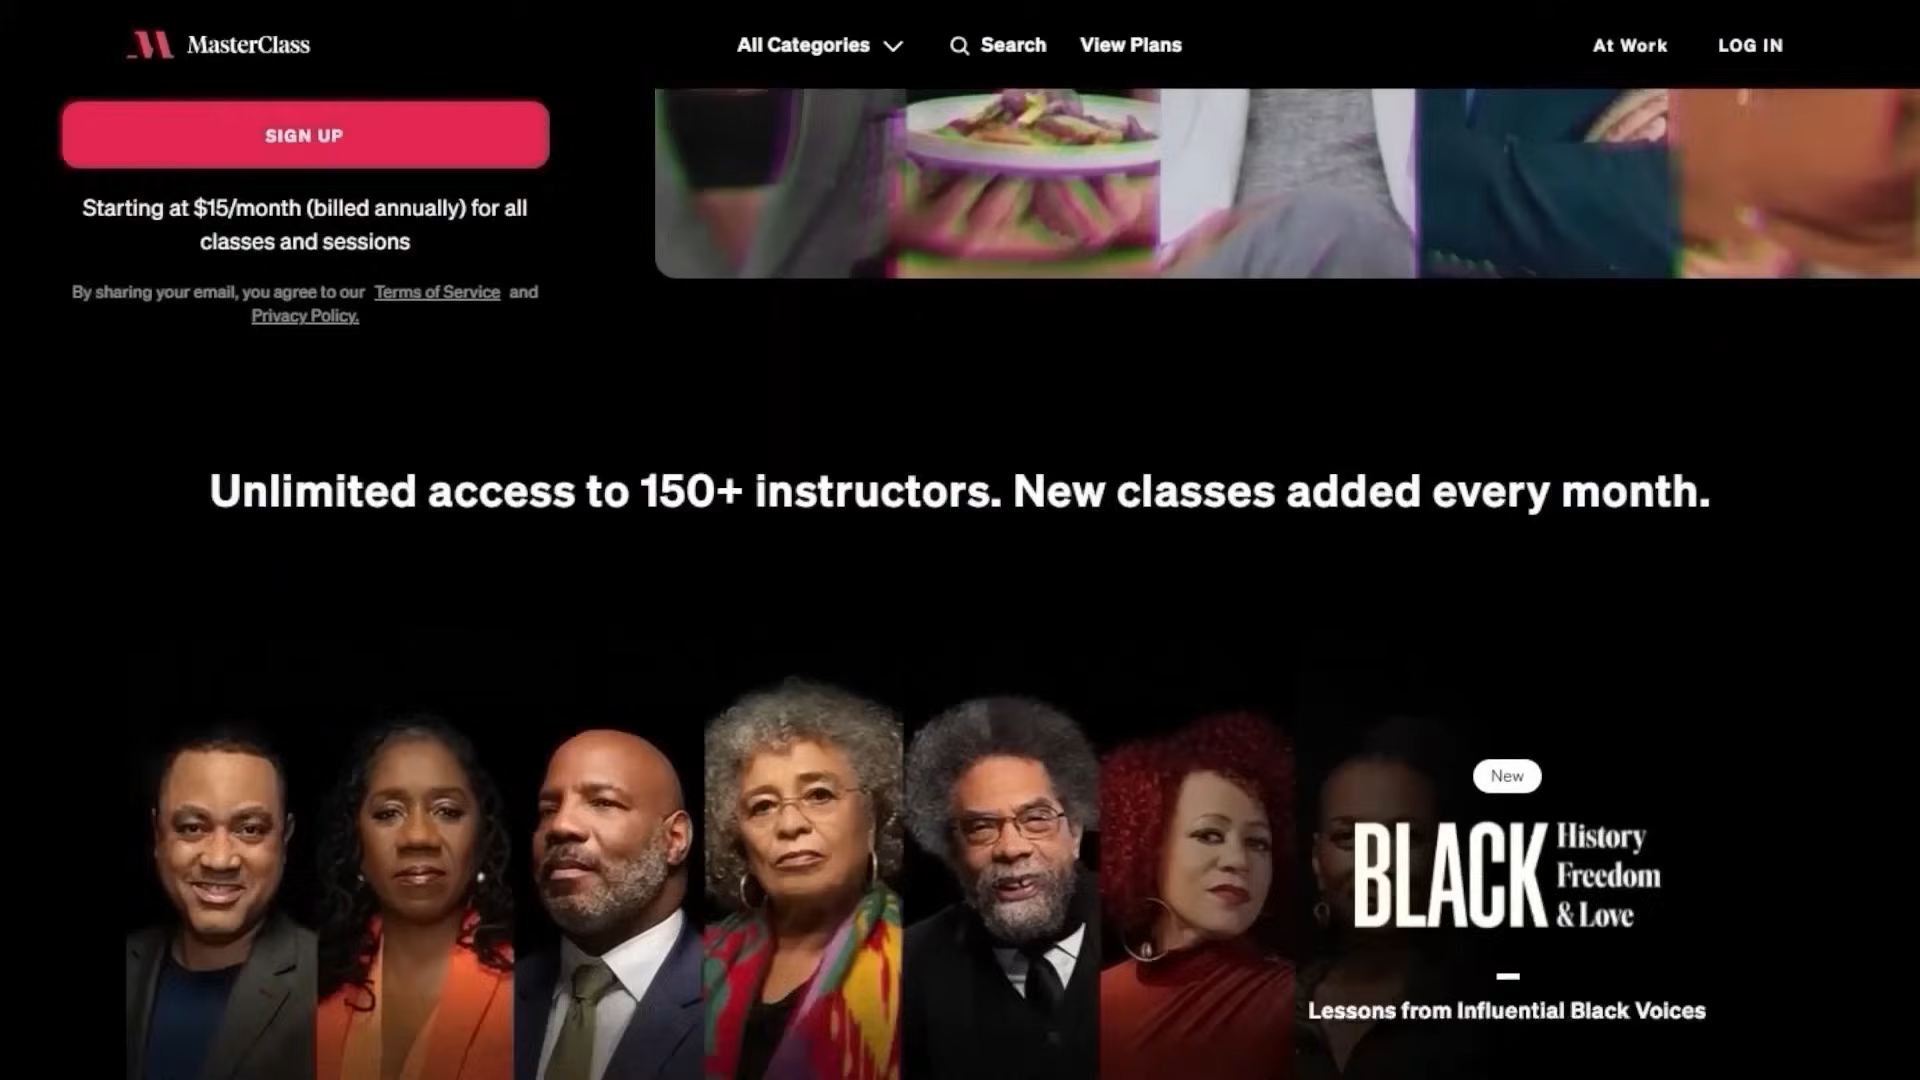 MasterClass
All Categories
Search
View Plans
At Work
LOG IN
SIGN UP
Starting at $15/month (billed annually) for all
classes and sessions
By sharing your email, you agree to our Terms of Service and
Privacy Policy.
Unlimited access to 150+ instructors. New classes added every month.
New
BLACK
History
Freedom
& Love
Lessons from Influential Black Voices